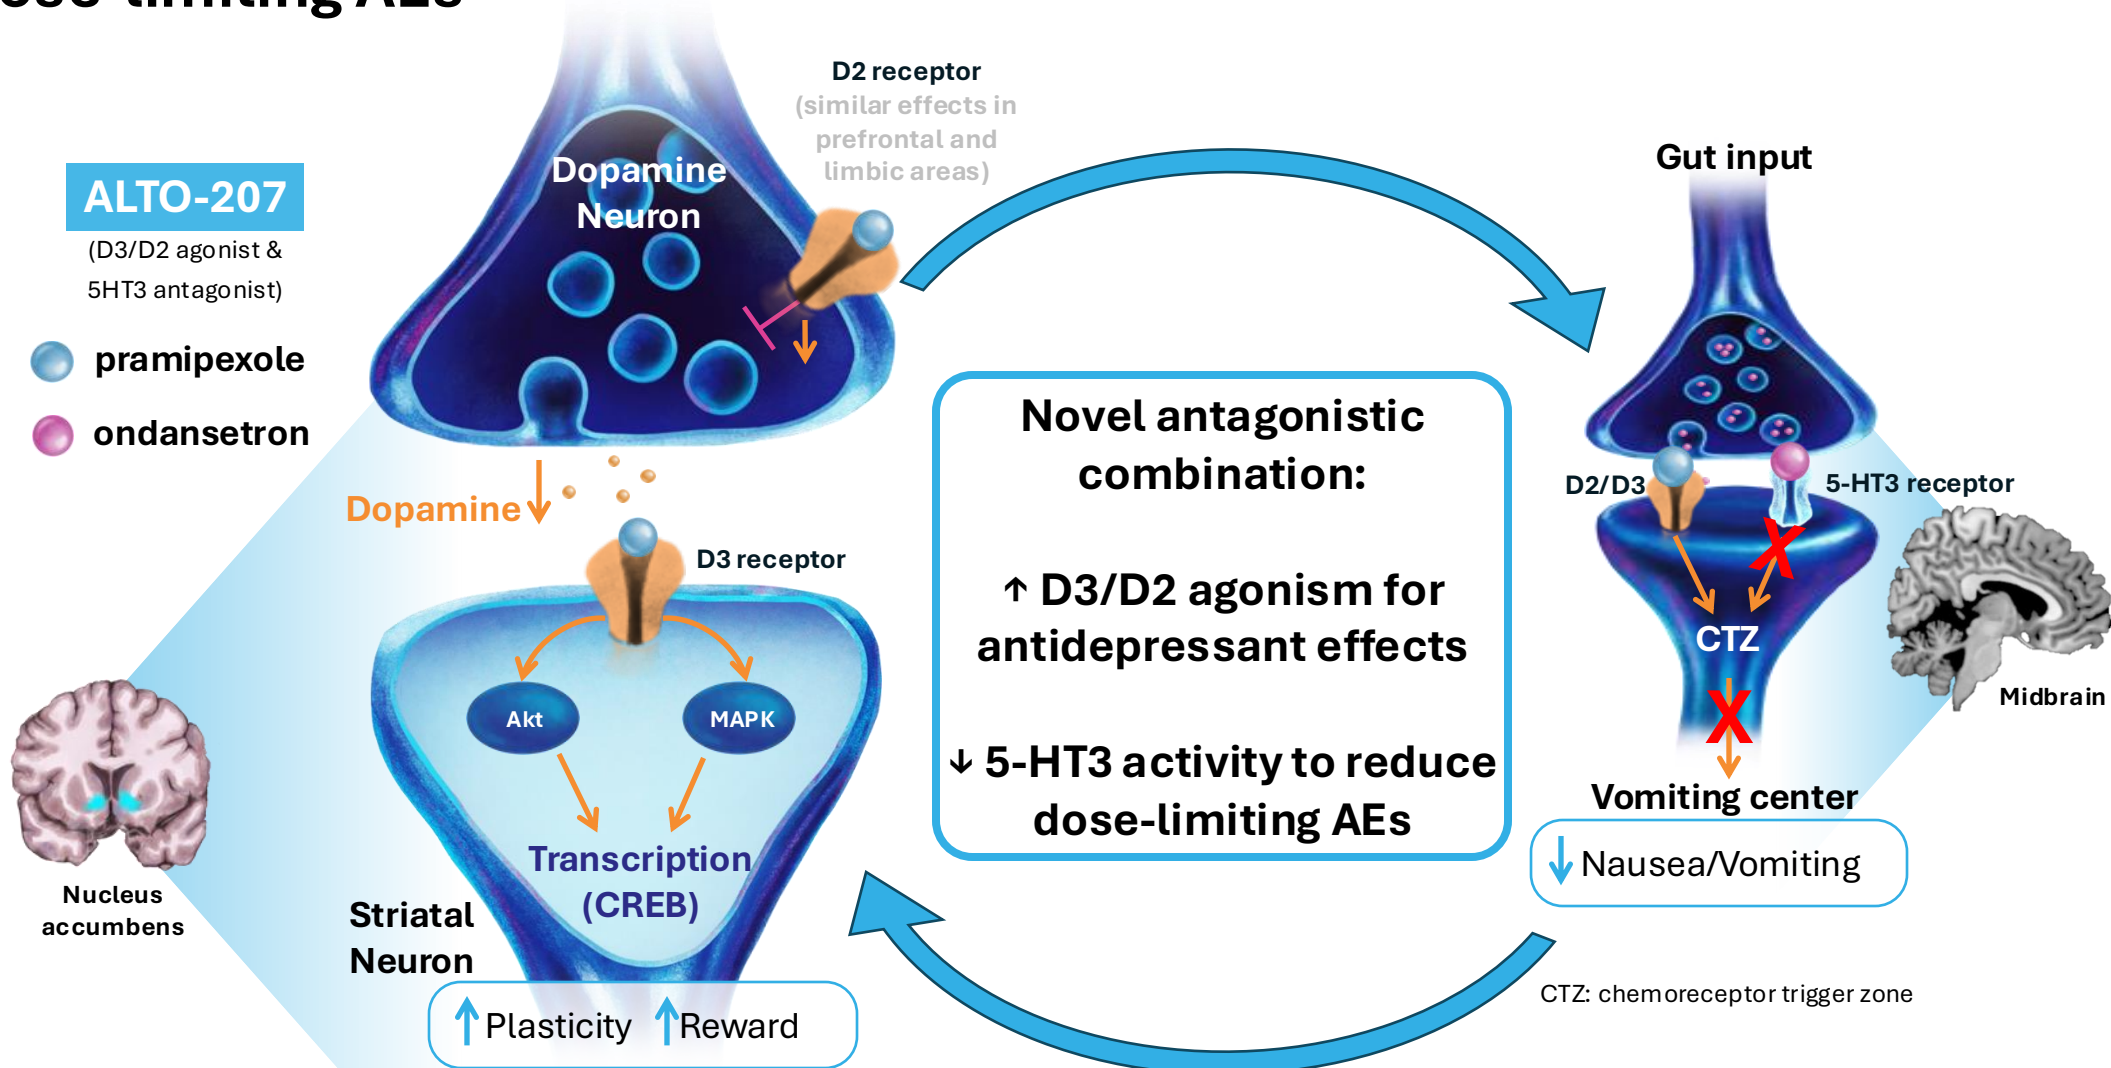 ose-limiting AEs
ALTO-207
(D3/D2 agonist &
5HT3 antagonist)
pramipexole
ondansetron
Dopamine
Neuron
D2 receptor
(similar effects in
prefrontal and
limbic areas)
Dopamine
D3 receptor
Akt
MAPK
Transcription
(CREB)
Striatal
Neuron
↑ Plasticity ↑ Reward
Nucleus
accumbens
Novel antagonistic
combination:
↑ D3/D2 agonism for
antidepressant effects
↓ 5-HT3 activity to reduce
dose-limiting AEs
Gut input
D2/D3
5-HT3 receptor
X
CTZ
X
Midbrain
Vomiting center
↓ Nausea/Vomiting
CTZ: chemoreceptor trigger zone